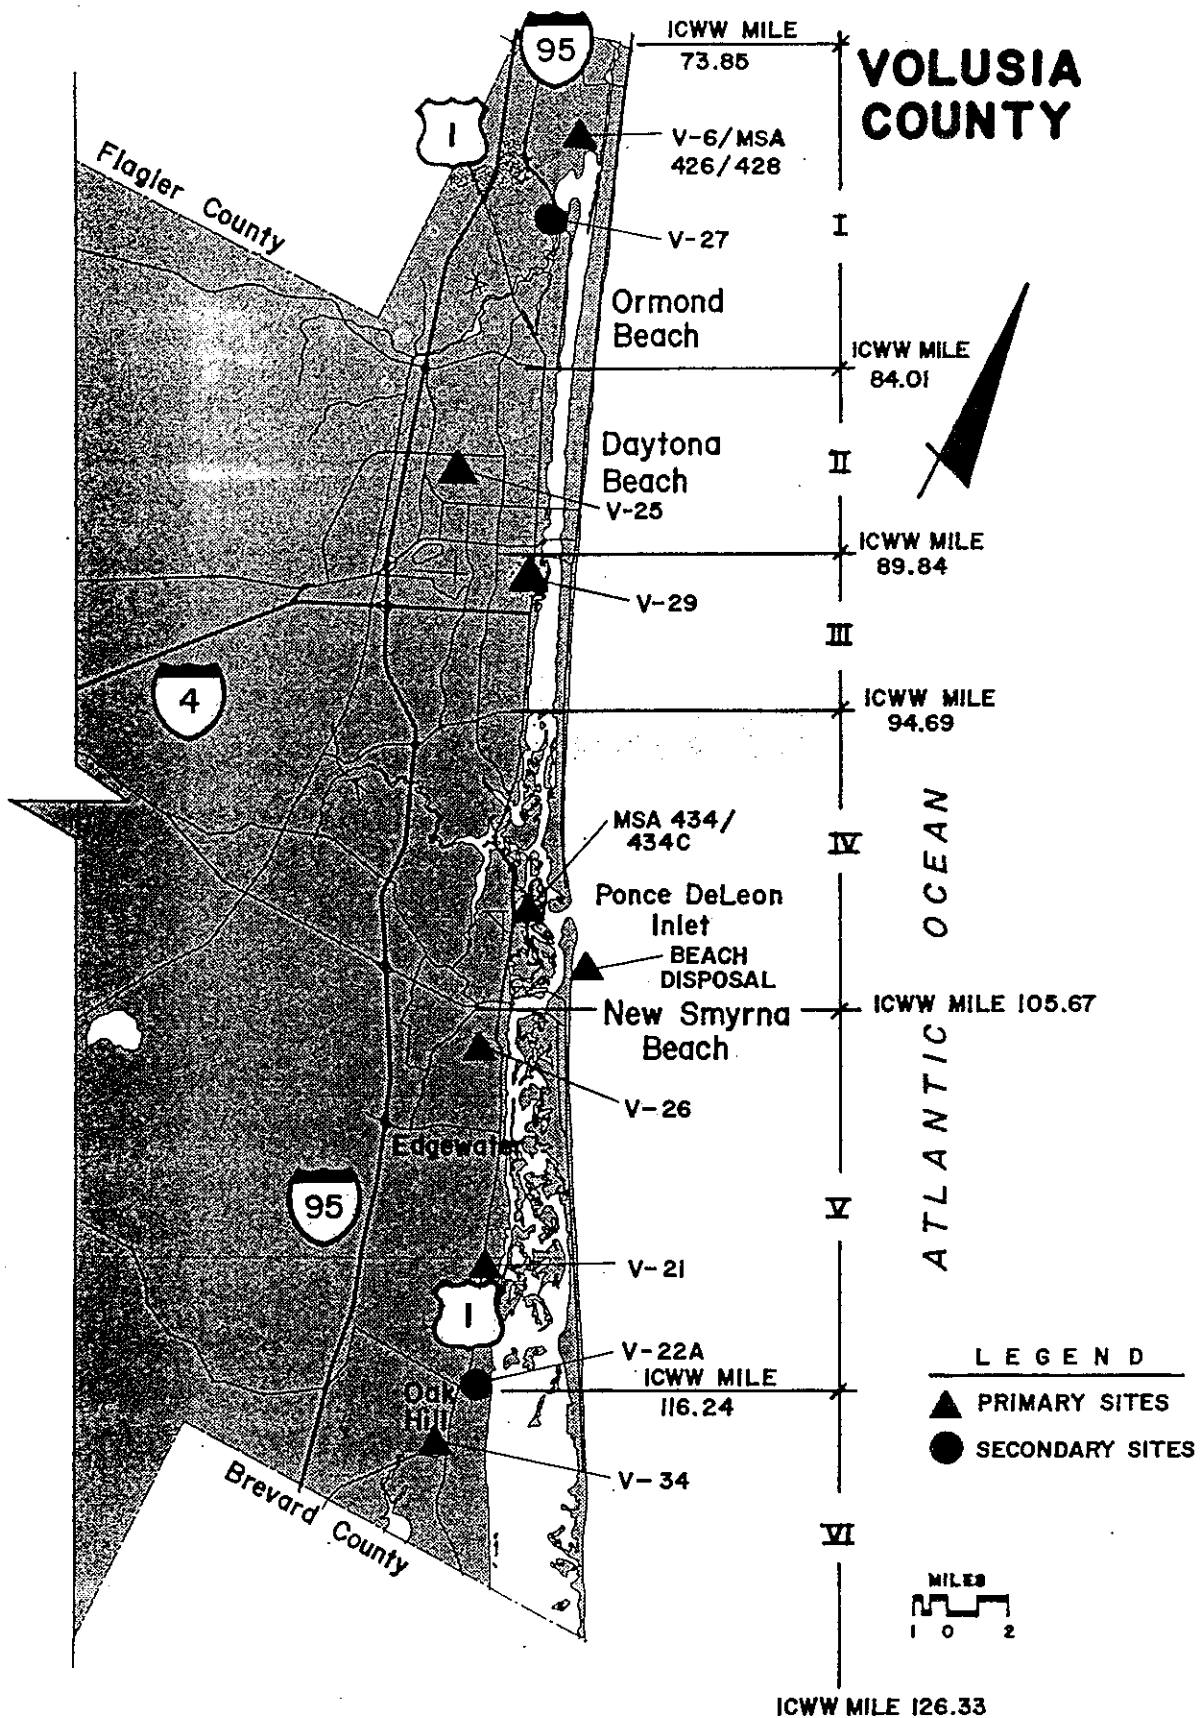 ICWW MILE
73.85
95
VOLUSIA
COUNTY
1
V-6/MSA
426/428
Flagler County
V-27
I
Ormond
Beach
ICWW MILE
84.01
Daytona
Beach
II
V-25
ICWW MILE
89.84
V-29
III
4
ICWW MILE
94.69
MSA 434/
434C
IV
Ponce DeLeon
Inlet
BEACH
DISPOSAL
ATLANTIC OCEAN
New Smyrna
Beach
ICWW MILE 105.67
V-26
Edgewater
95
V
V-21
1
V-22A
ICWW MILE
116.24
Oak
Hill
LEGEND
PRIMARY SITES
SECONDARY SITES
V-34
Brevard County
VI
MILES
1 0 2
ICWW MILE 126.33